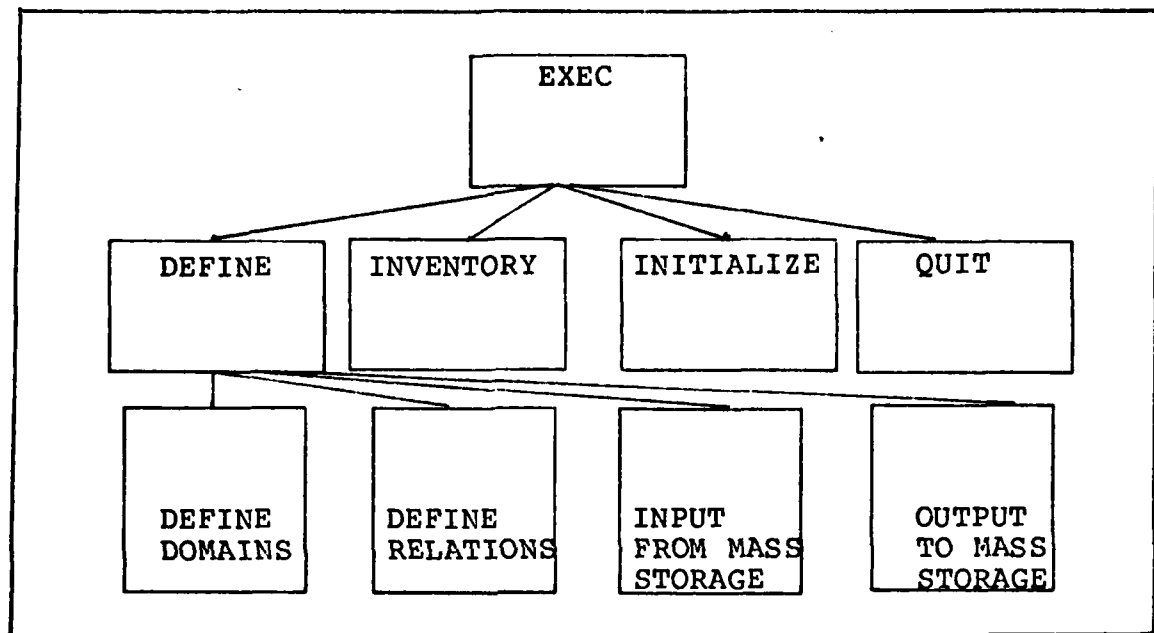 EXEC
DEFINE
INVENTORY
INITIALIZE
QUIT
DEFINE
DOMAINS
DEFINE
RELATIONS
INPUT
FROM MASS
STORAGE
OUTPUT
TO MASS
STORAGE